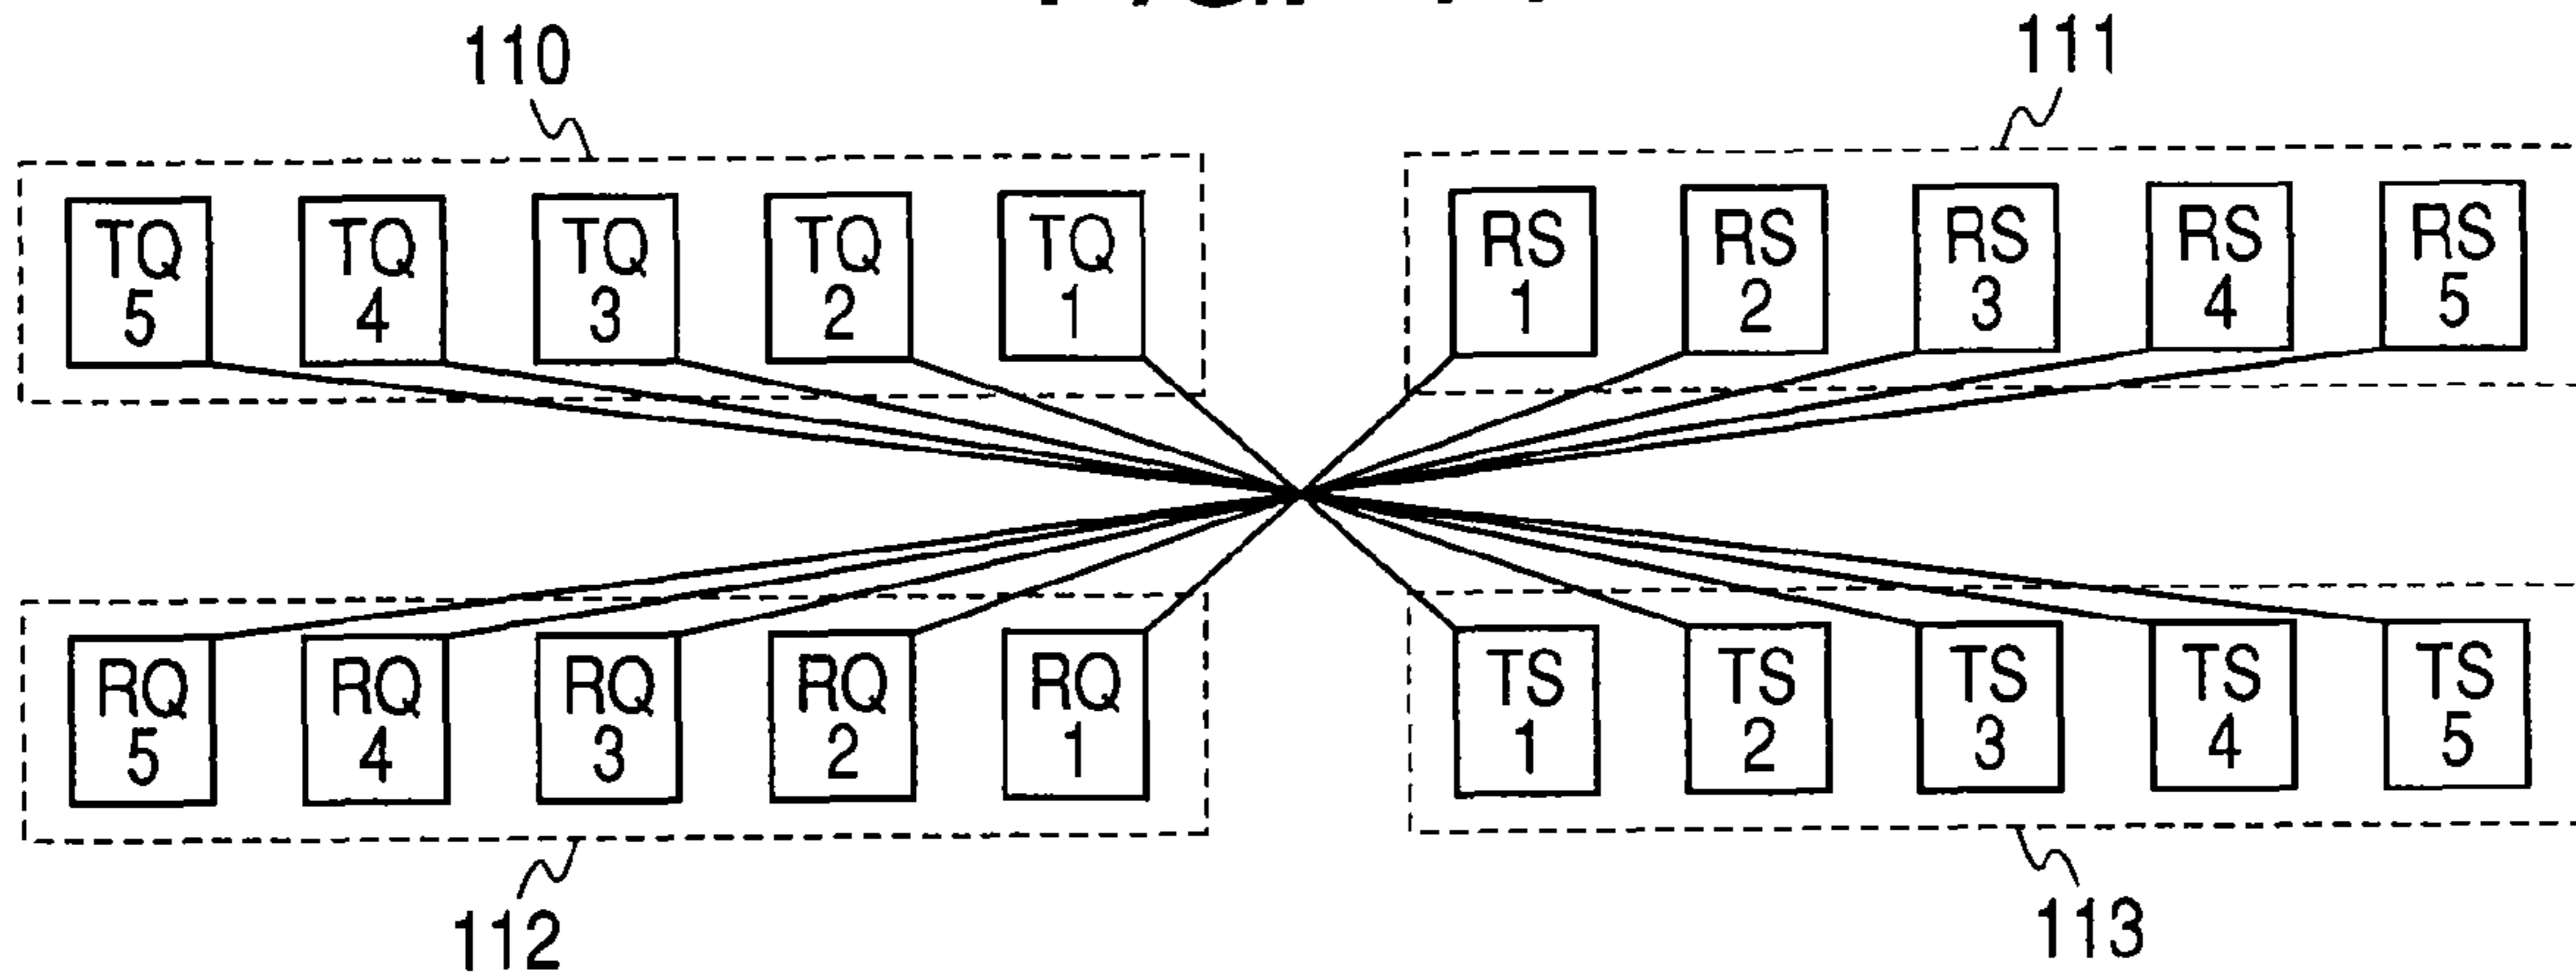 110
111
TQ 5
TQ 4
TQ 3
TQ 2
TQ 1
RS 1
RS 2
RS 3
RS 4
RS 5
RQ 5
RQ 4
RQ 3
RQ 2
RQ 1
TS 1
TS 2
TS 3
TS 4
TS 5
112
113